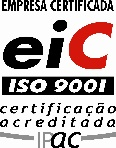 EMPRESA CERTIFICADA
eiC
ISO 9001
certificação
acreditada
IPac